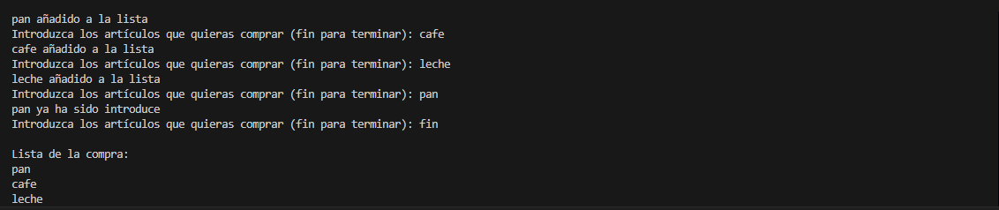 pan añadido a la lista
Introduzca los artículos que quieras comprar (fin para terminar): cafe
cafe añadido a la lista
Introduzca los artículos que quieras comprar (fin para terminar): leche
leche añadido a la lista
Introduzca los artículos que quieras comprar (fin para terminar): pan
pan ya ha sido introduce
Introduzca los artículos que quieras comprar (fin para terminar): fin
Lista de la compra:
pan
cafe
leche